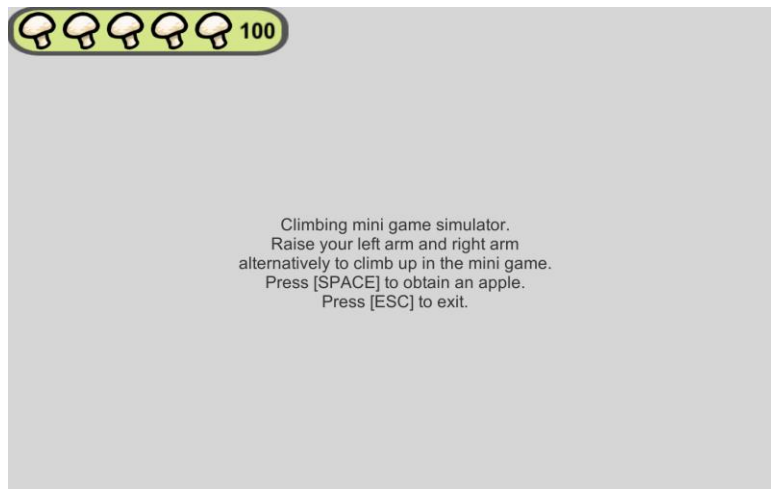 100
Climbing mini game simulator.
Raise your left arm and right arm
alternatively to climb up in the mini game.
Press [SPACE] to obtain an apple.
Press [ESC] to exit.